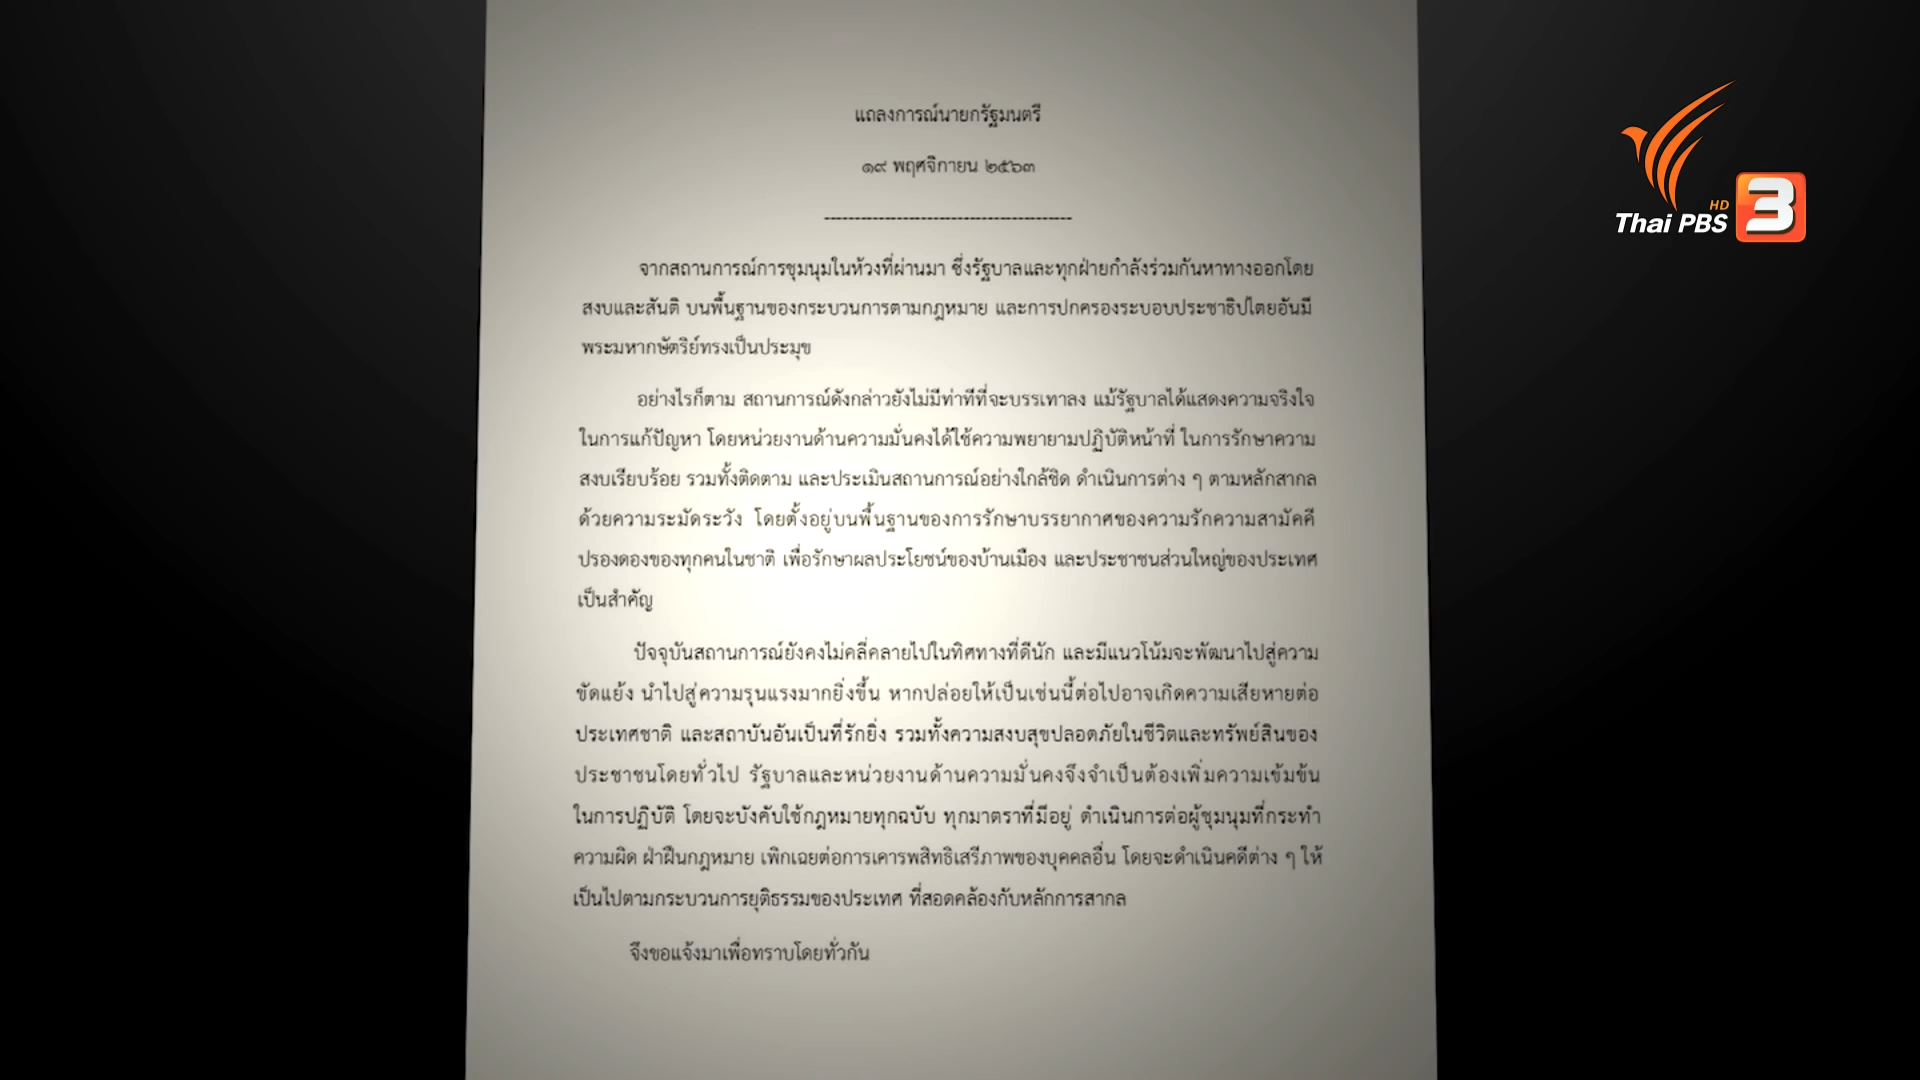 แถลงการณ์นายกรัฐมนตรี
๑๙ พฤศจิกายน ๒๕๖๓
-----------------------------------------
จากสถานการณ์การชุมนุมในห้วงที่ผ่านมา ซึ่งรัฐบาลและทุกฝ่ายกำลังร่วมกันหาทางออกโดย
สงบและสันติ บนพื้นฐานของกระบวนการตามกฎหมาย และการปกครองระบอบประชาธิปไตยอันมี
พระมหากษัตริย์ทรงเป็นประมุข
อย่างไรก็ตาม สถานการณ์ดังกล่าวยังไม่มีท่าทีที่จะบรรเทาลง แม้รัฐบาลได้แสดงความจริงใจ
ในการแก้ปัญหา โดยหน่วยงานด้านความมั่นคงได้ใช้ความพยายามปฏิบัติหน้าที่ ในการรักษาความ
สงบเรียบร้อย รวมทั้งติดตาม และประเมินสถานการณ์อย่างใกล้ชิด ดำเนินการต่าง ๆ ตามหลักสากล
ด้วยความระมัดระวัง โดยตั้งอยู่บนพื้นฐานของการรักษาบรรยากาศของความรักความสามัคคี
ปรองดองของทุกคนในชาติ เพื่อรักษาผลประโยชน์ของบ้านเมือง และประชาชนส่วนใหญ่ของประเทศ
เป็นสำคัญ
ปัจจุบันสถานการณ์ยังคงไม่คลี่คลายไปในทิศทางที่ดีนัก และมีแนวโน้มจะพัฒนาไปสู่ความ
ขัดแย้ง นำไปสู่ความรุนแรงมากยิ่งขึ้น หากปล่อยให้เป็นเช่นนี้ต่อไปอาจเกิดความเสียหายต่อ
ประเทศชาติ และสถาบันอันเป็นที่รักยิ่ง รวมทั้งความสงบสุขปลอดภัยในชีวิตและทรัพย์สินของ
ประชาชนโดยทั่วไป รัฐบาลและหน่วยงานด้านความมั่นคงจึงจำเป็นต้องเพิ่มความเข้มข้น
ในการปฏิบัติ โดยจะบังคับใช้กฎหมายทุกฉบับ ทุกมาตราที่มีอยู่ ดำเนินการต่อผู้ชุมนุมที่กระทำ
ความผิด ฝ่าฝืนกฎหมาย เพิกเฉยต่อการเคารพสิทธิเสรีภาพของบุคคลอื่น โดยจะดำเนินคดีต่าง ๆ ให้
เป็นไปตามกระบวนการยุติธรรมของประเทศ ที่สอดคล้องกับหลักการสากล
จึงขอแจ้งมาเพื่อทราบโดยทั่วกัน
HD
Thai PBS 3